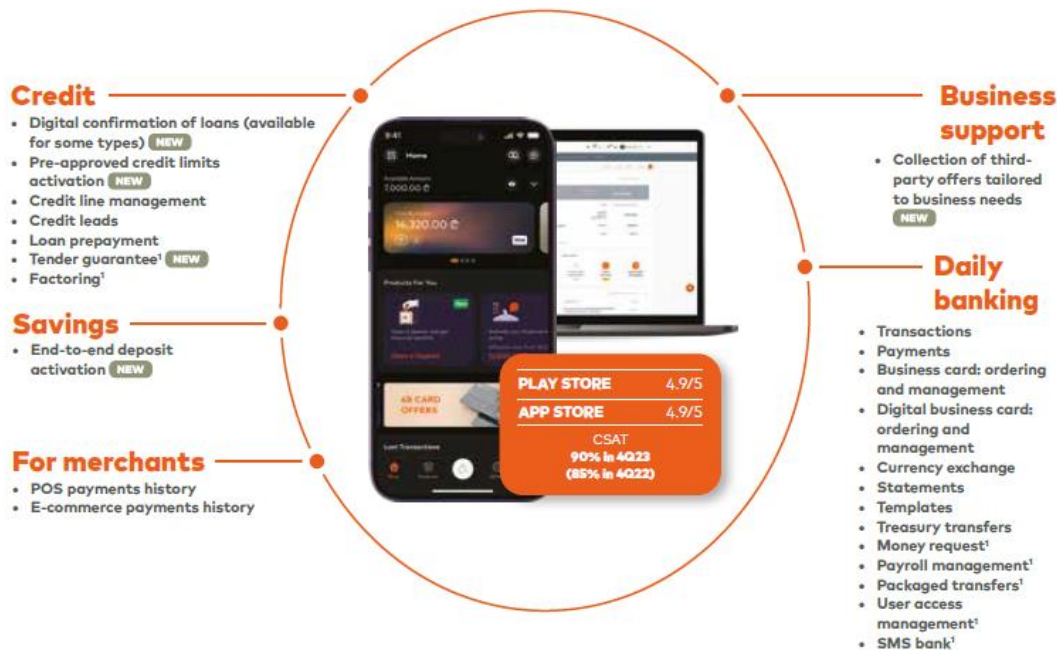 Credit
• Digital confirmation of loans (available
for some types) NEW
• Pre-approved credit limits
activation NEW
• Credit line management
• Credit leads
• Loan prepayment
• Tender guarantee¹ NEW
• Factoring¹
Savings
• End-to-end deposit
activation NEW
For merchants
• POS payments history
• E-commerce payments history
9:41
Home
Available Amount
7,000.00 ₾
16,320.00 ₾
Products For You
Last Transactions
CARD
OFFERS
PLAY STORE 4.9/5
APP STORE 4.9/5
CSAT
90% in 4Q23
(85% in 4Q22)
Business
support
• Collection of third-
party offers tailored
to business needs
NEW
Daily
banking
• Transactions
• Payments
• Business card: ordering
and management
• Digital business card:
ordering and
management
• Currency exchange
• Statements
• Templates
• Treasury transfers
• Money request¹
• Payroll management¹
• Packaged transfers¹
• User access
management¹
• SMS bank¹